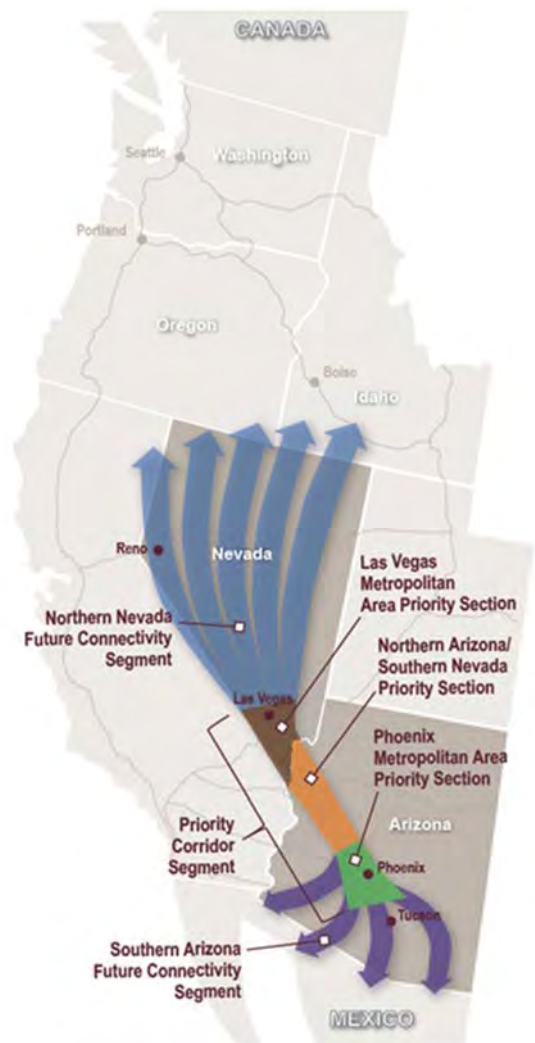 CANADA
Seattle
Washington
Portland
Oregon
Boise
Idaho
Reno
Nevada
Las Vegas
Metropolitan
Area Priority Section
Northern Nevada
Future Connectivity
Segment
Northern Arizona/
Southern Nevada
Priority Section
Las Vegas
Phoenix
Metropolitan Area
Priority Section
Priority
Corridor
Segment
Arizona
Phoenix
Tucson
Southern Arizona
Future Connectivity
Segment
MEXICO